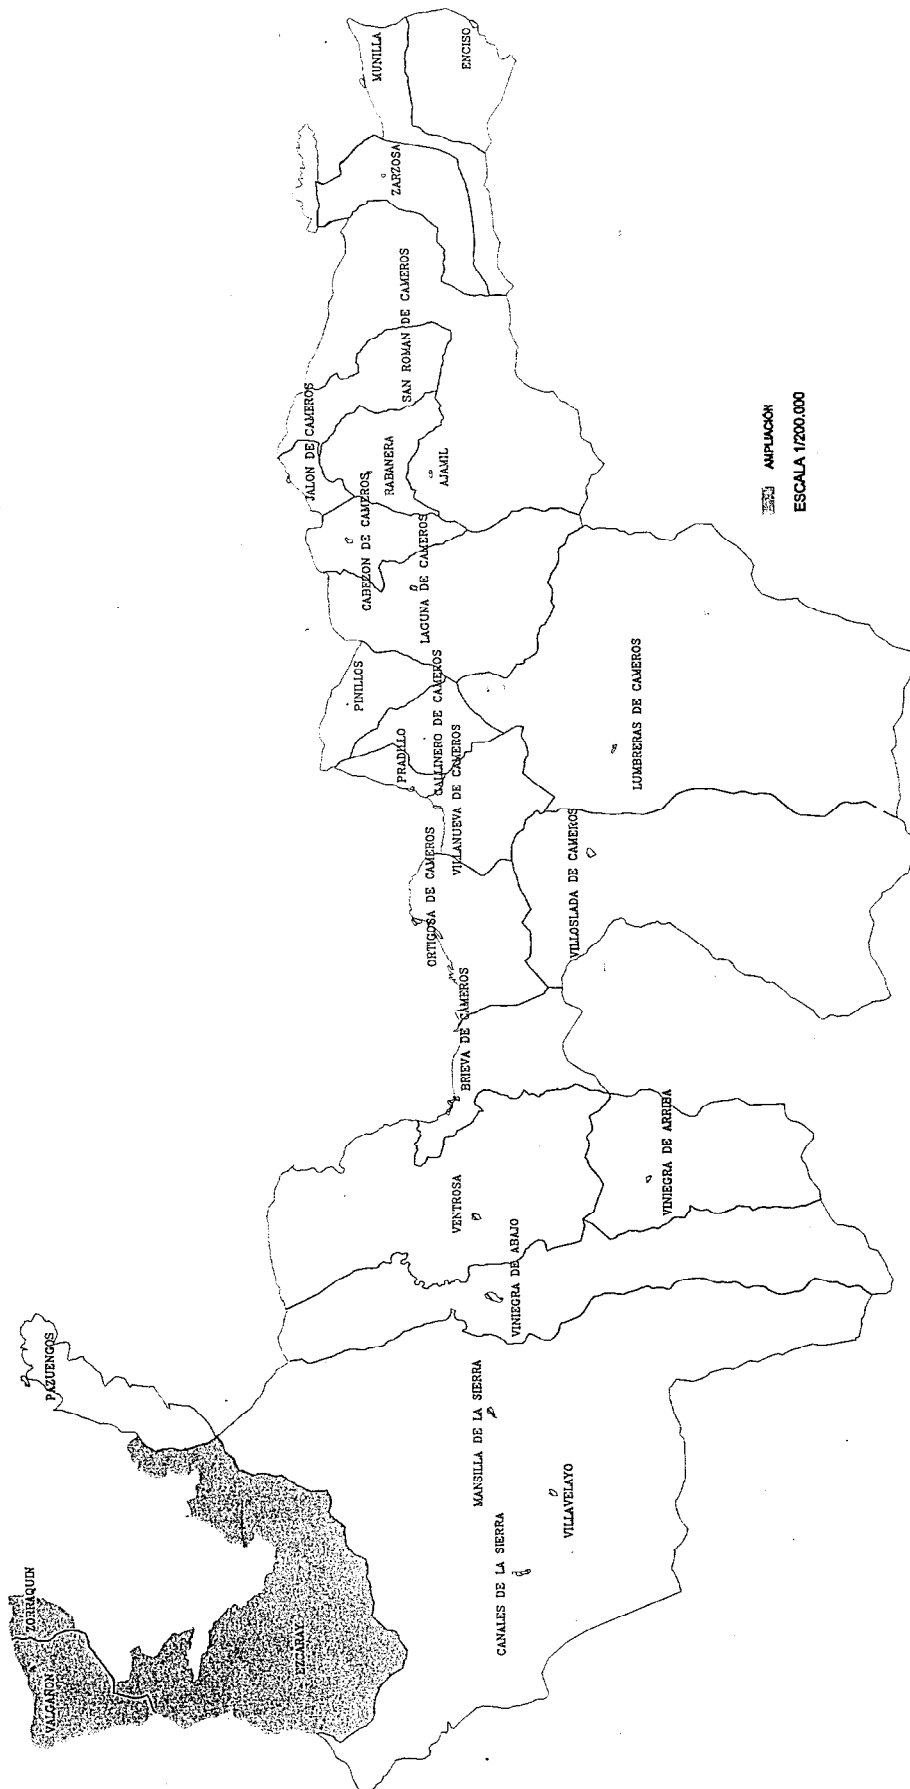 VALGAÑON
ZORRAQUIN
EZCARAY
PAZUENGOS
CANALES DE LA SIERRA
VILLAVELAYO
MANSILLA DE LA SIERRA
VINIEGRA DE ABAJO
VENTROSA
VINIEGRA DE ARRIBA
BRIEVA DE CAMEROS
ORTIGOSA DE CAMEROS
VILLOSLADA DE CAMEROS
VILLANUEVA DE CAMEROS
GALLINERO DE CAMEROS
PRADILLO
PINILLOS
LUMBRERAS DE CAMEROS
LAGUNA DE CAMEROS
CABEZON DE CAMEROS
JALON DE CAMEROS
RABANERA
AJAMIL
SAN ROMAN DE CAMEROS
ZARZOSA
MUNILLA
ENCISO
AMPLIACIÓN
ESCALA 1/200.000